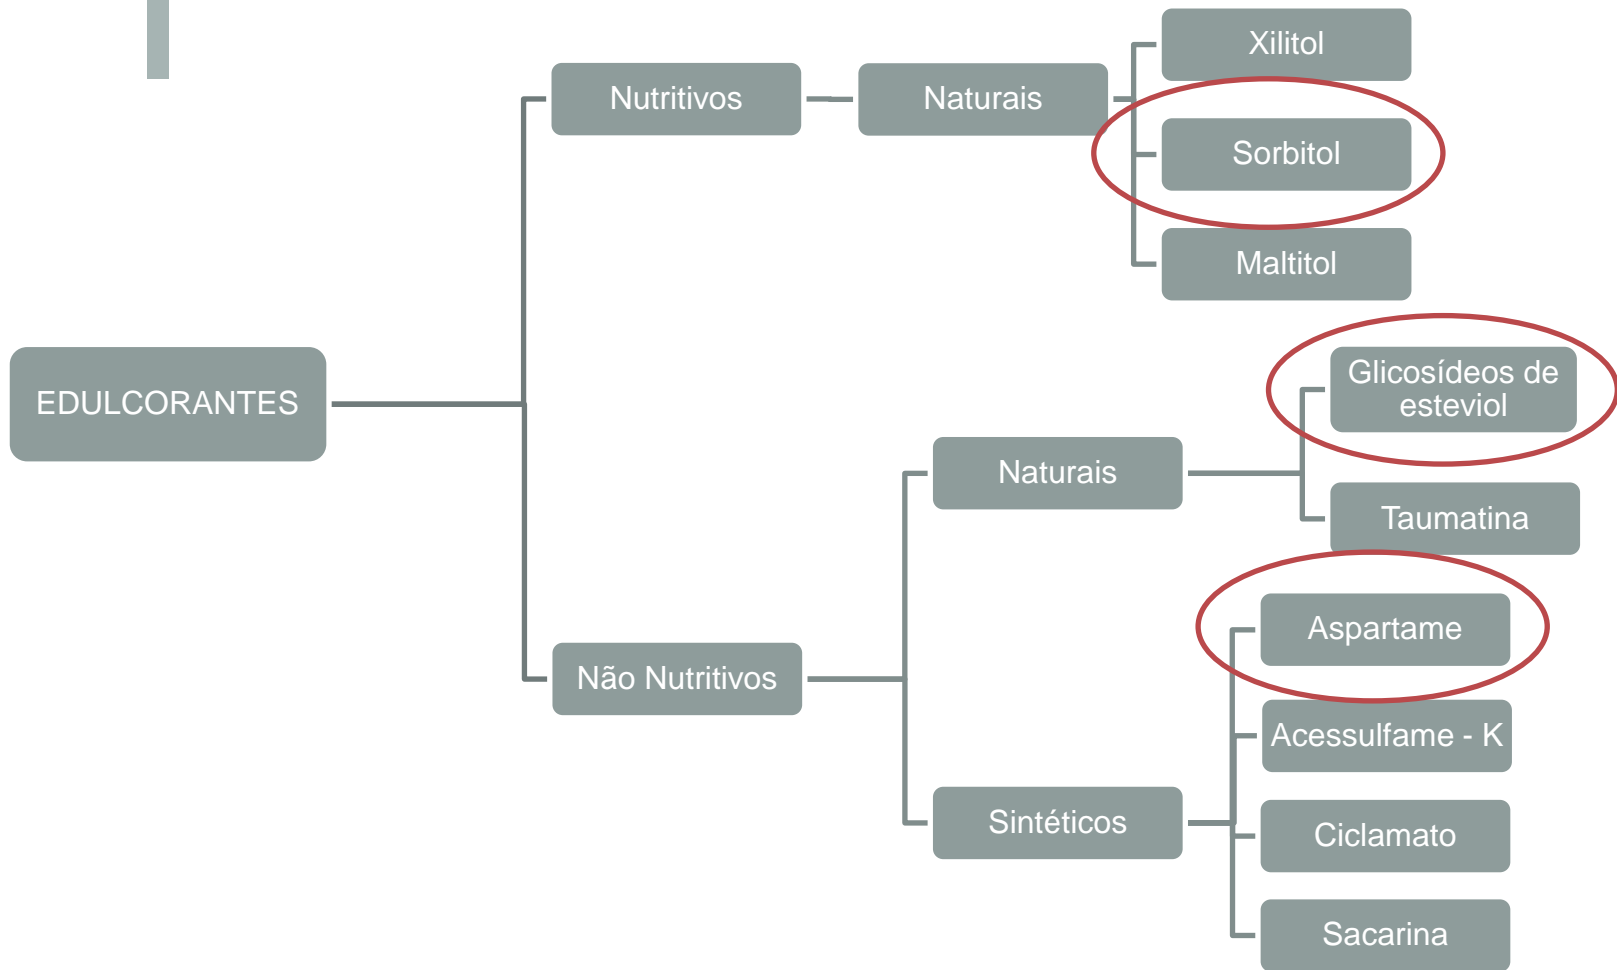 Xilitol
Nutritivos
Naturais
Sorbitol
Maltitol
EDULCORANTES
Glicosídeos de
esteviol
Naturais
Taumatina
Não Nutritivos
Aspartame
Acessulfame - K
Sintéticos
Ciclamato
Sacarina